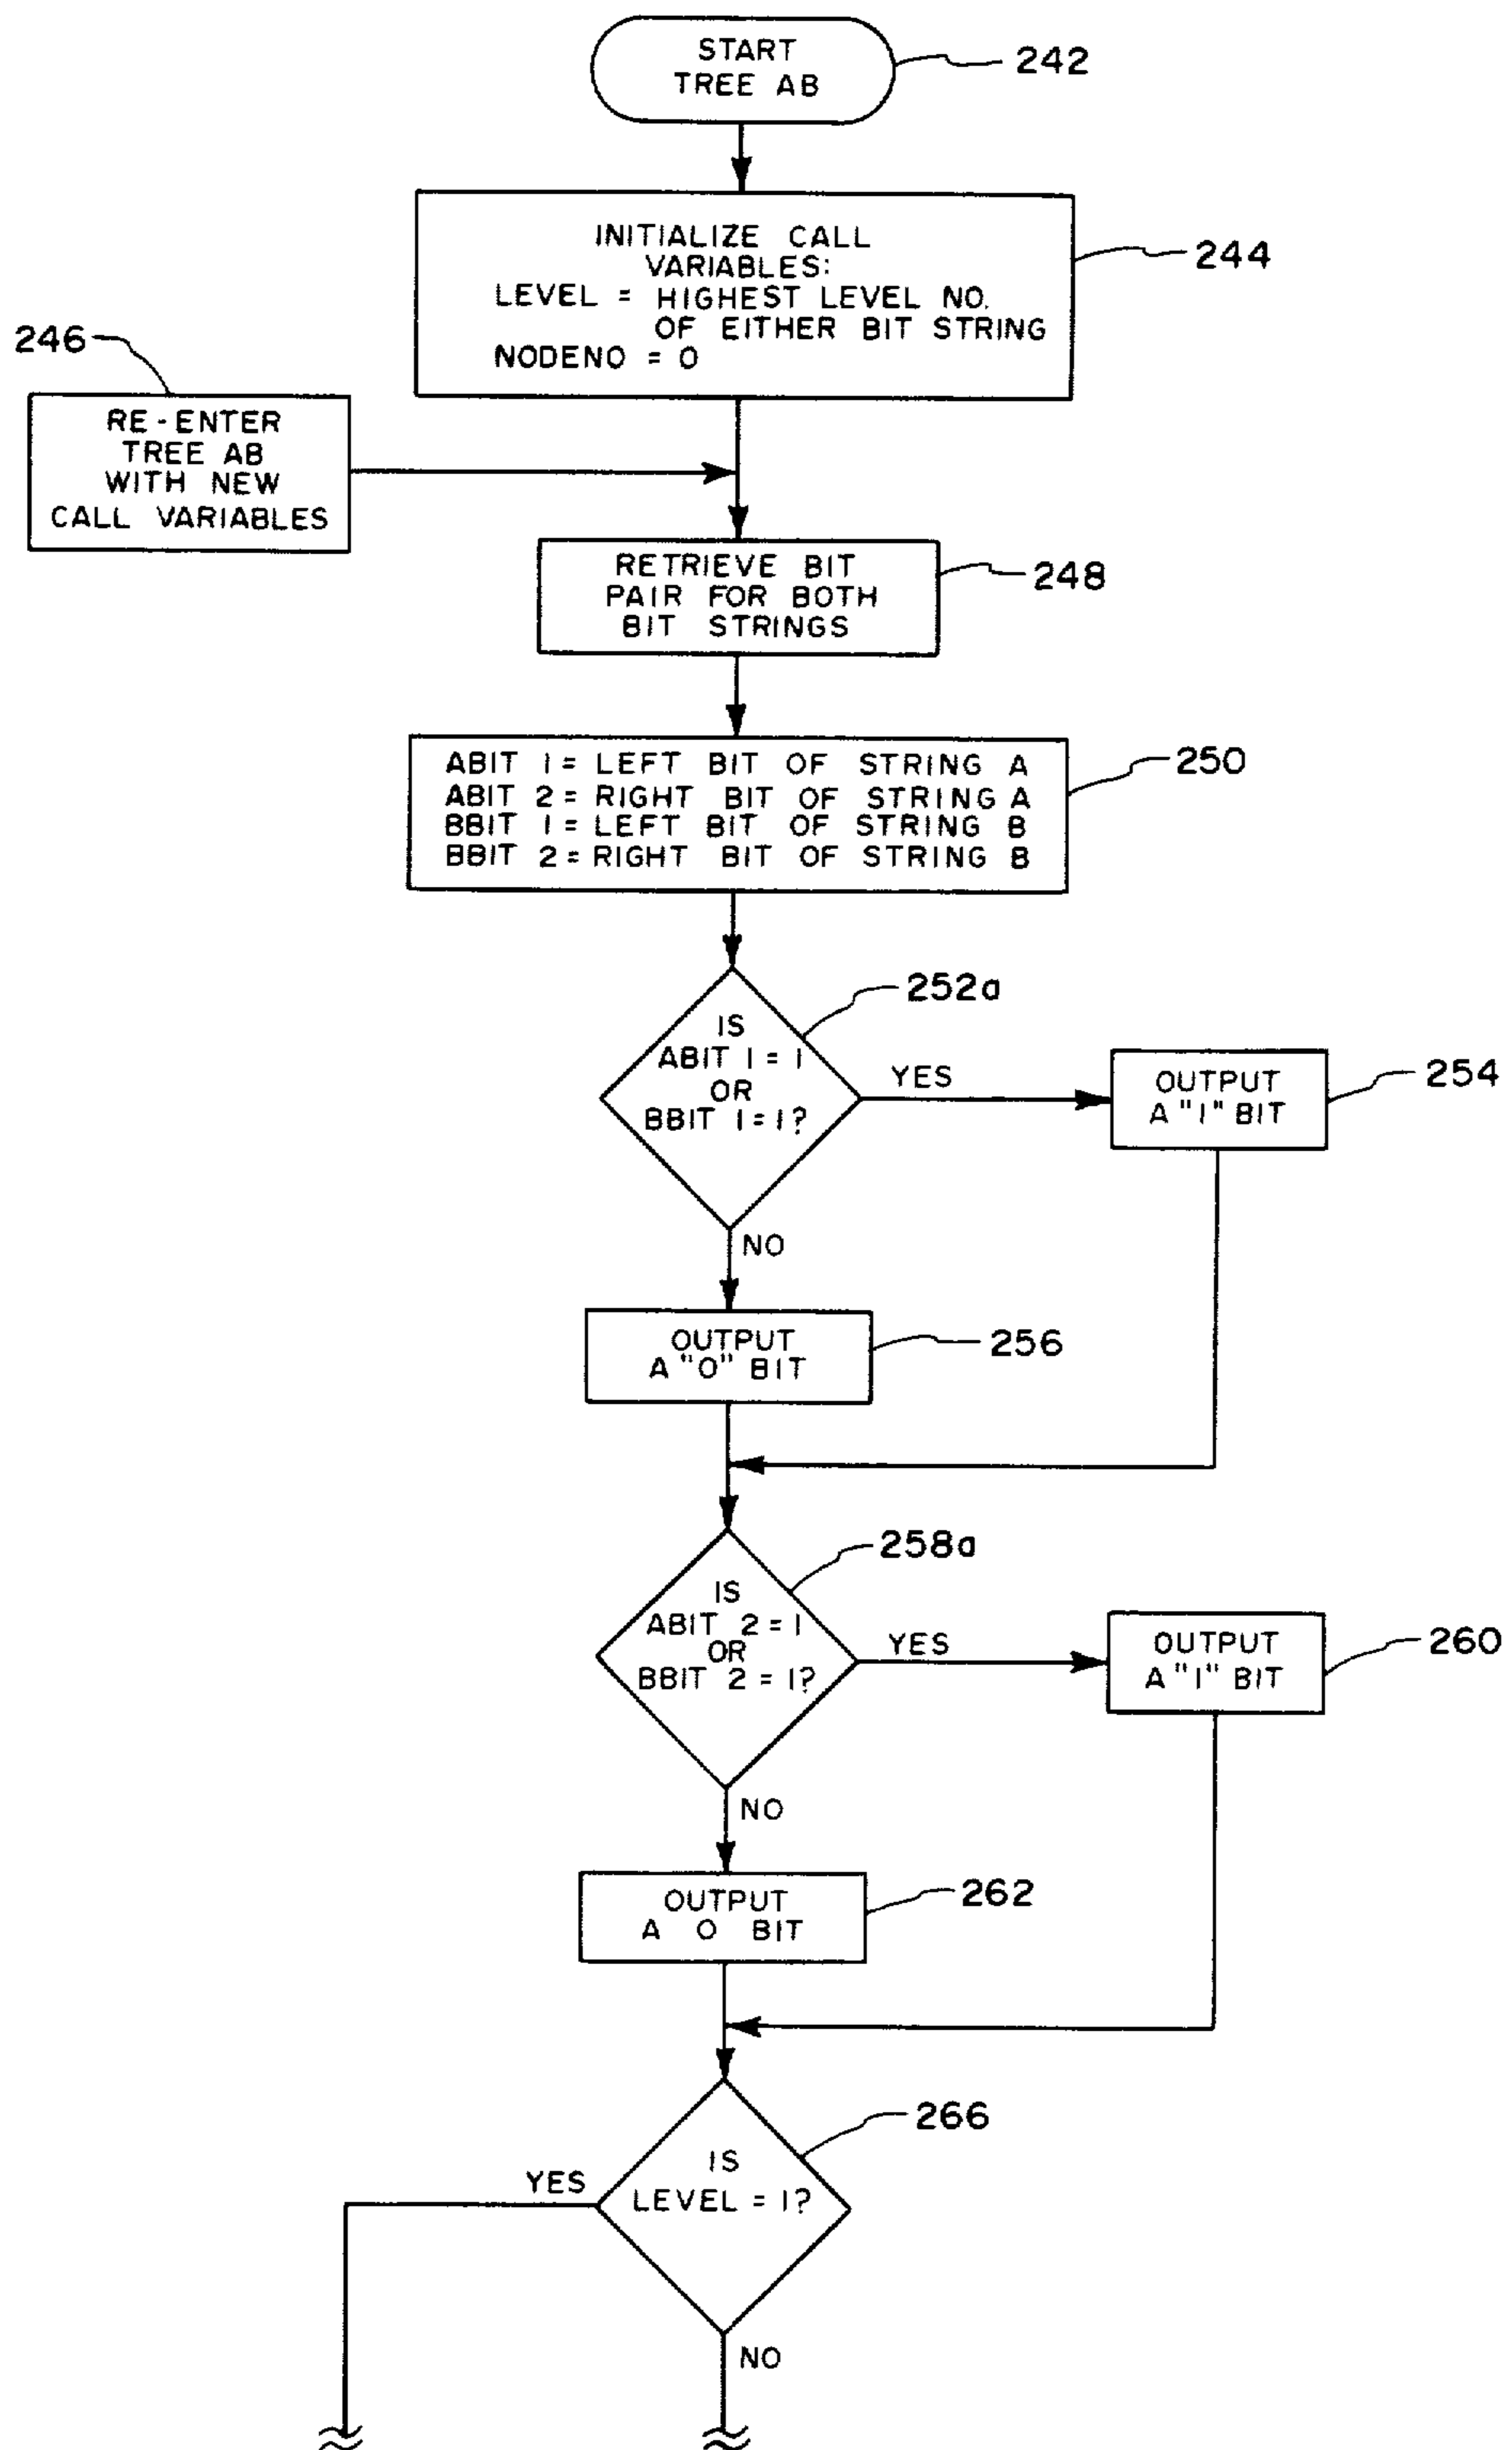 START
TREE AB
242
INITIALIZE CALL
VARIABLES:
LEVEL = HIGHEST LEVEL NO.
OF EITHER BIT STRING
NODENO = 0
244
246
RE-ENTER
TREE AB
WITH NEW
CALL VARIABLES
RETRIEVE BIT
PAIR FOR BOTH
BIT STRINGS
248
ABIT 1 = LEFT BIT OF STRING A
ABIT 2 = RIGHT BIT OF STRING A
BBIT 1 = LEFT BIT OF STRING B
BBIT 2 = RIGHT BIT OF STRING B
250
252a
IS
ABIT 1 = 1
OR
BBIT 1 = 1?
YES
OUTPUT
A "1" BIT
254
NO
OUTPUT
A "0" BIT
256
258a
IS
ABIT 2 = 1
OR
BBIT 2 = 1?
YES
OUTPUT
A "1" BIT
260
NO
OUTPUT
A 0 BIT
262
266
IS
LEVEL = 1?
YES
NO